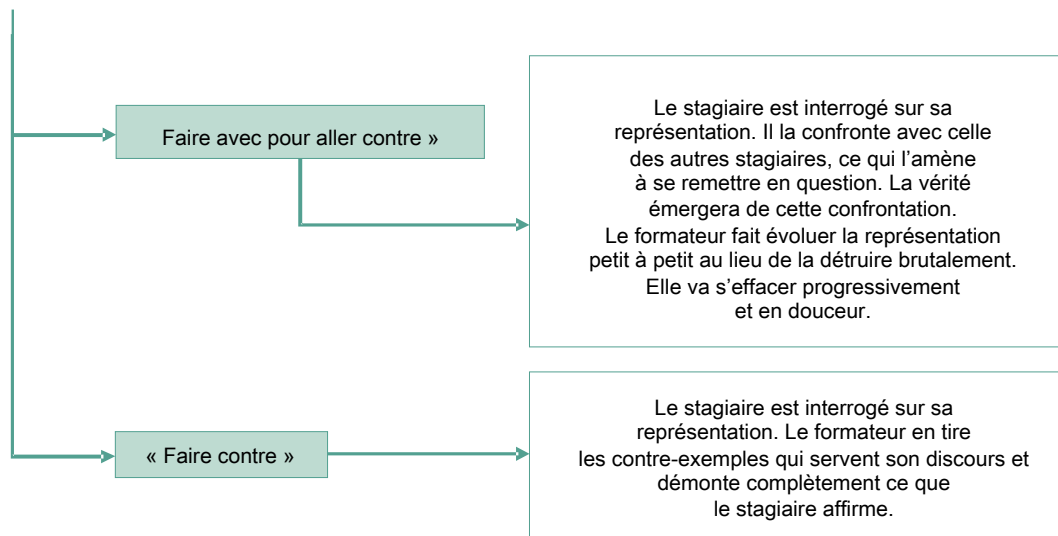 Faire avec pour aller contre »
Le stagiaire est interrogé sur sa
représentation. Il la confronte avec celle
des autres stagiaires, ce qui l’amène
à se remettre en question. La vérité
émergera de cette confrontation.
Le formateur fait évoluer la représentation
petit à petit au lieu de la détruire brutalement.
Elle va s’effacer progressivement
et en douceur.
« Faire contre »
Le stagiaire est interrogé sur sa
représentation. Le formateur en tire
les contre-exemples qui servent son discours et
démonte complètement ce que
le stagiaire affirme.